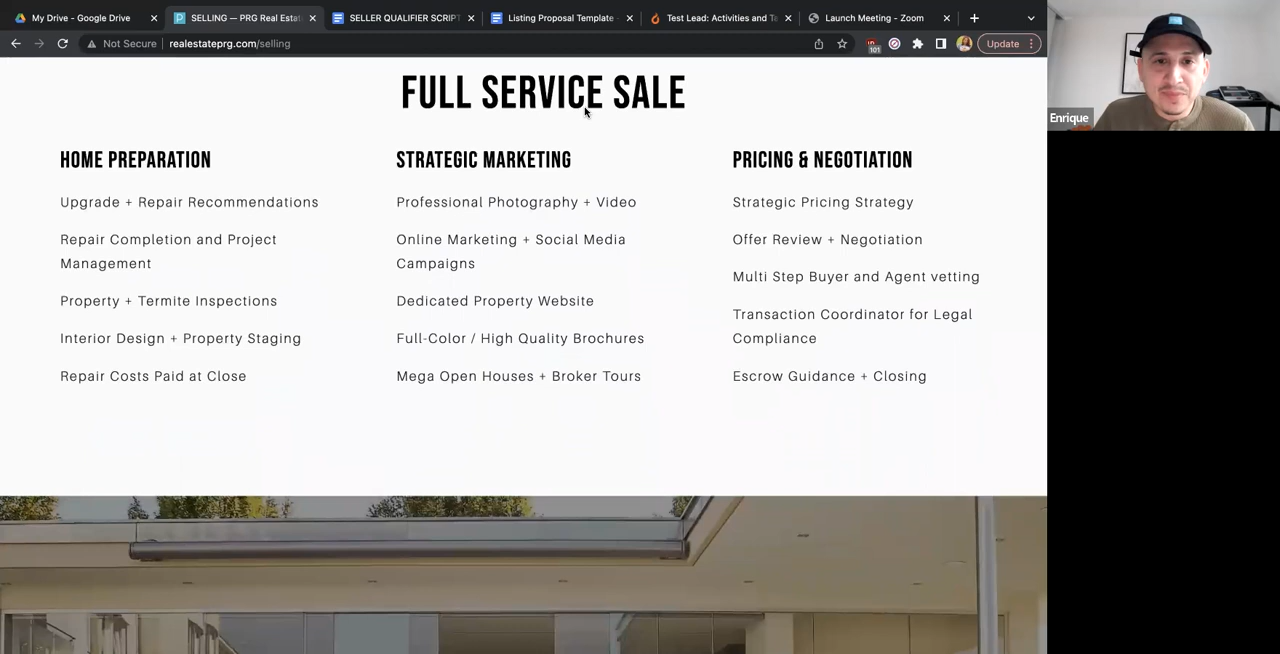 My Drive - Google Drive
SELLING — PRG Real Estat
SELLER QUALIFIER SCRIPT
Listing Proposal Template -
Test Lead: Activities and Ta
Launch Meeting - Zoom
Not Secure | realestateprg.com/selling
101
Update
Enrique
FULL SERVICE SALE
HOME PREPARATION
Upgrade + Repair Recommendations
Repair Completion and Project
Management
Property + Termite Inspections
Interior Design + Property Staging
Repair Costs Paid at Close
STRATEGIC MARKETING
Professional Photography + Video
Online Marketing + Social Media
Campaigns
Dedicated Property Website
Full-Color / High Quality Brochures
Mega Open Houses + Broker Tours
PRICING & NEGOTIATION
Strategic Pricing Strategy
Offer Review + Negotiation
Multi Step Buyer and Agent vetting
Transaction Coordinator for Legal
Compliance
Escrow Guidance + Closing